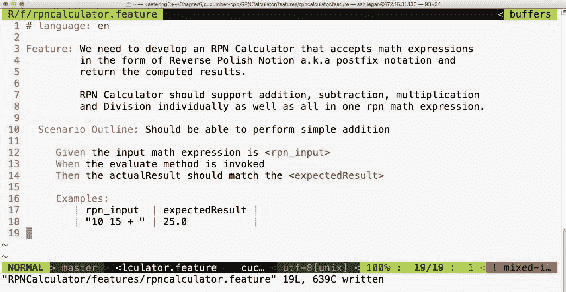 R/f/rpncalculator.feature buffers
1 # language: en
2
3 Feature: We need to develop an RPN Calculator that accepts math expressions
4 in the form of Reverse Polish Notion a.k.a postfix notation and
5 return the computed results.
6
7 RPN Calculator should support addition, subtraction, multiplication
8 and Division individually as well as all in one rpn math expression.
9
10 Scenario Outline: Should be able to perform simple addition
11
12 Given the input math expression is <rpn_input>
13 When the evaluate method is invoked
14 Then the actualResult should match the <expectedResult>
15
16 Examples:
17 | rpn_input | expectedResult |
18 | "10 15 + " | 25.0 |
19
~
~
NORMAL > master <lculator.feature cuc… < utf-8[unix] < 100% : 19/19 : 1 < ! mixed-i…
"RPNCalculator/features/rpncalculator.feature" 19L, 639C written